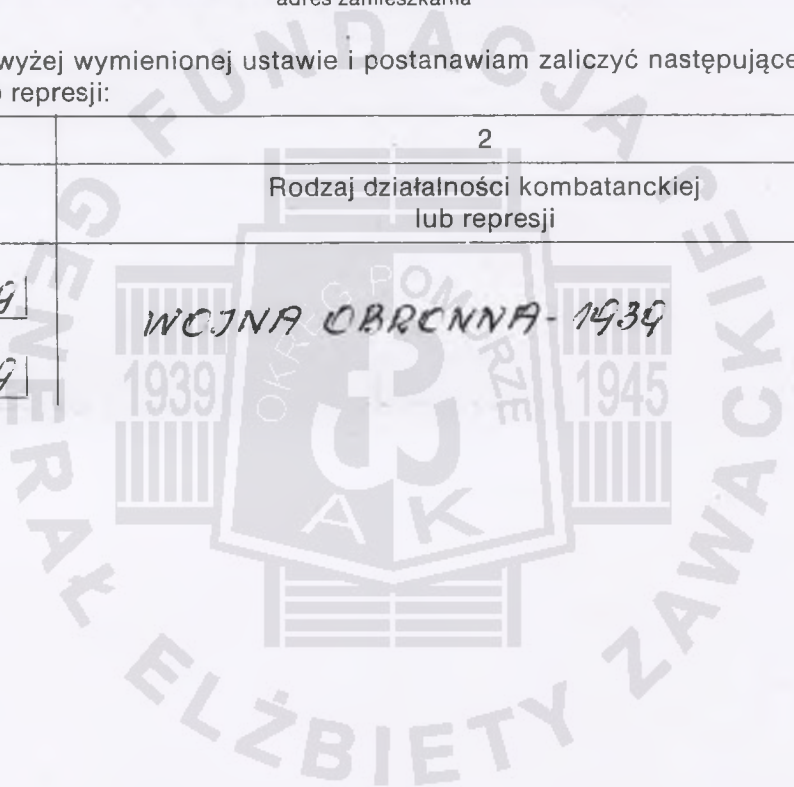 adres zamieszkania
wyżej wymienionej ustawie i postanawiam zaliczyć następujące
represji:
2
Rodzaj działalności kombatanckiej
lub represji
WOJNA OBRONNA - 1939
FUNDACJA GENERAŁ ELŻBIETY ZAWACKIEJ
OKRĘG POMORZE
1939
1945
AK